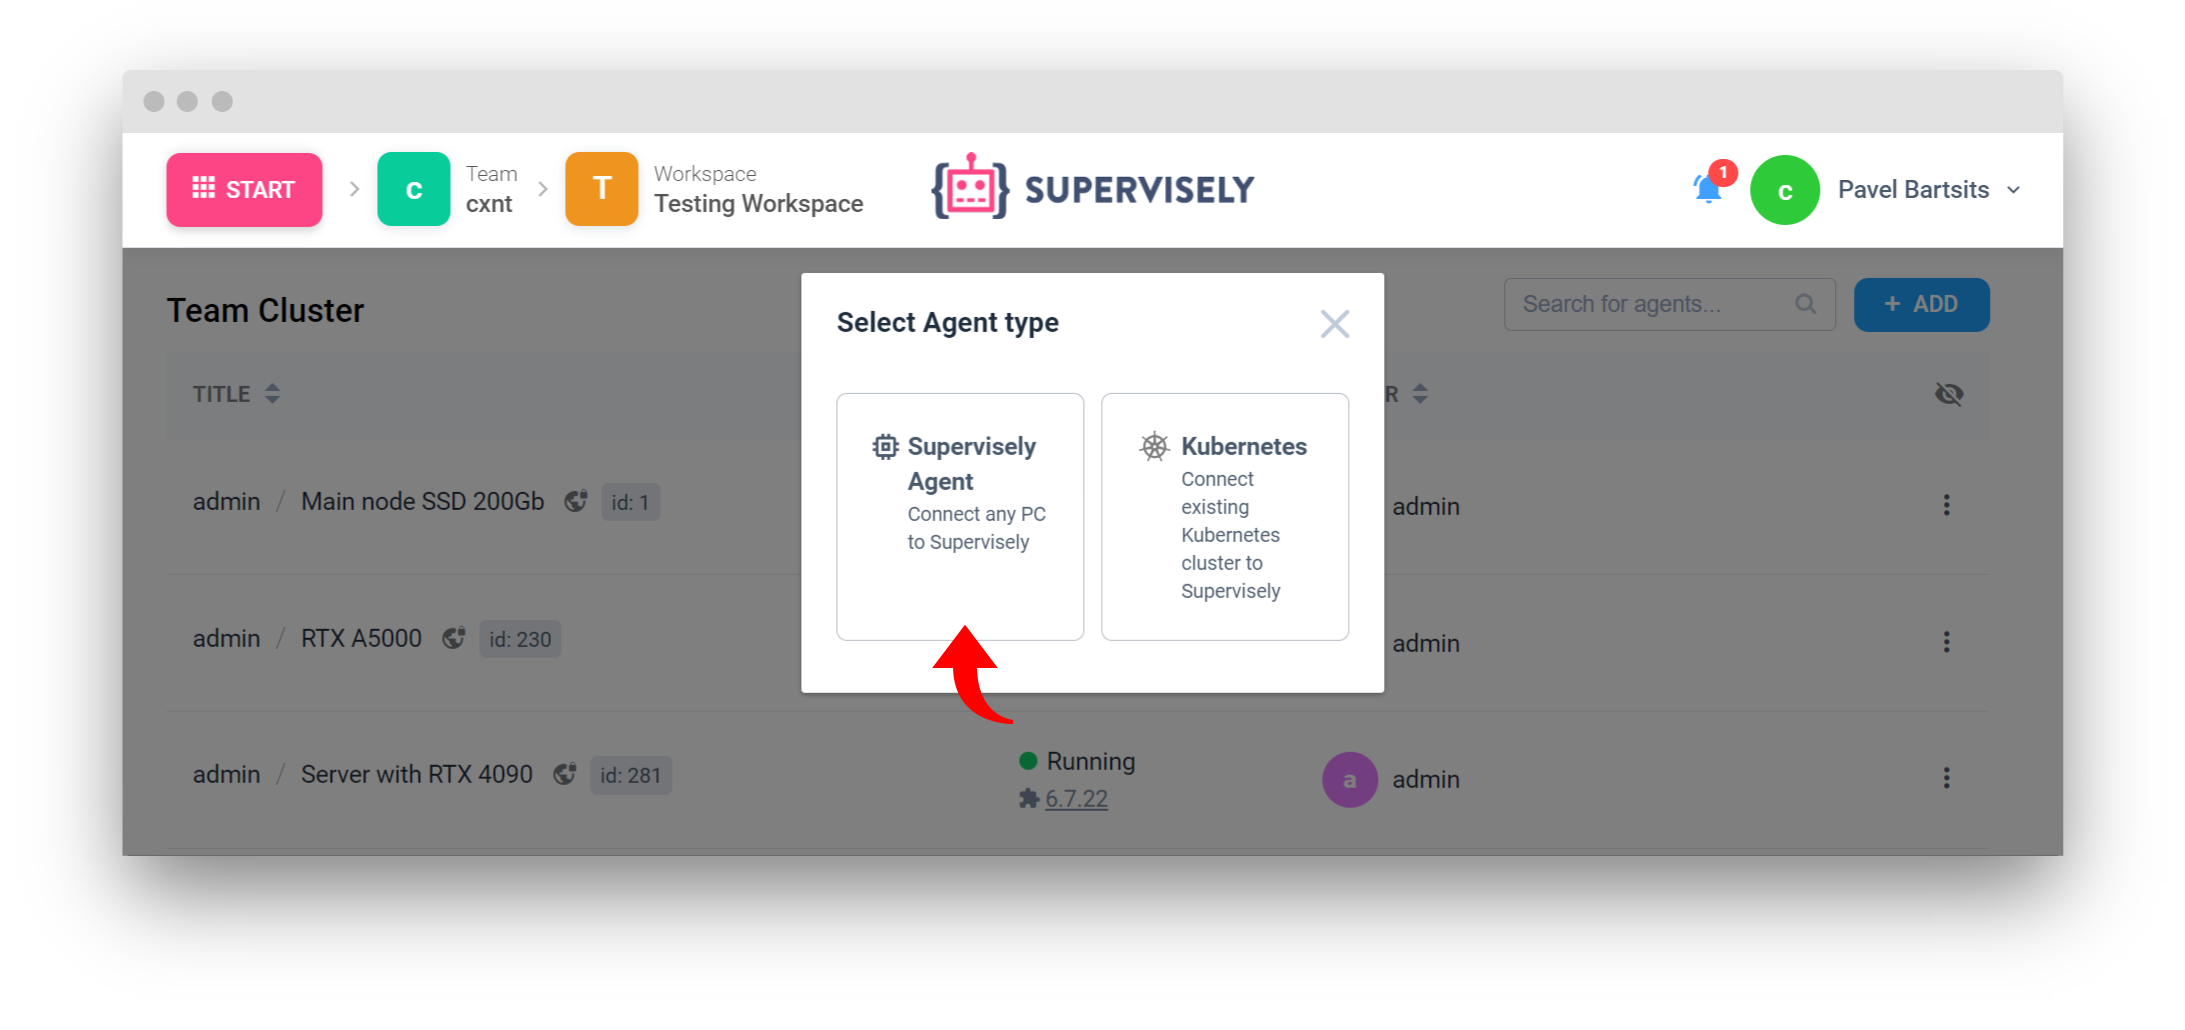 START
c
Team
cxnt
T
Workspace
Testing Workspace
SUPERVISELY
1
c
Pavel Bartsits
Team Cluster
Search for agents...
+ ADD
Select Agent type
TITLE
R
Supervisely
Agent
Connect any PC
to Supervisely
Kubernetes
Connect
existing
Kubernetes
cluster to
Supervisely
admin / Main node SSD 200Gb id: 1
admin
admin / RTX A5000 id: 230
admin
admin / Server with RTX 4090 id: 281
Running
6.7.22
a
admin